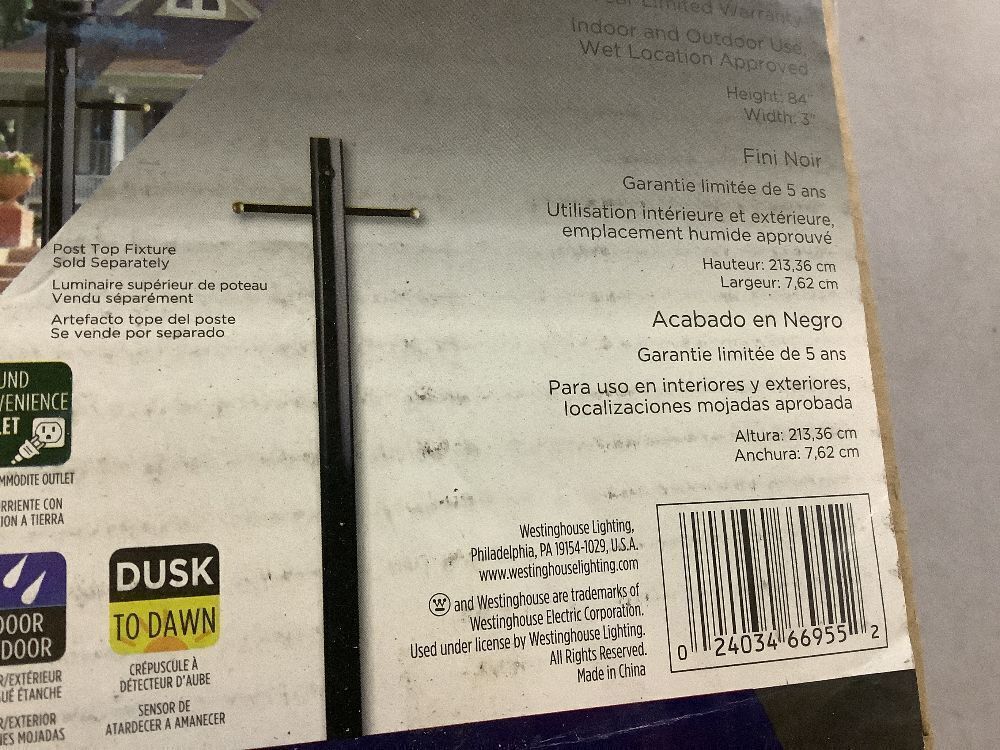 Limited Warranty
Indoor and Outdoor Use,
Wet Location Approved
Height: 84"
Width: 3"
Fini Noir
Garantie limitée de 5 ans
Utilisation intérieure et extérieure,
emplacement humide approuvé
Hauteur: 213,36 cm
Largeur: 7,62 cm
Acabado en Negro
Garantie limitée de 5 ans
Para uso en interiores y exteriores,
localizaciones mojadas aprobada
Altura: 213,36 cm
Anchura: 7,62 cm
Post Top Fixture
Sold Separately
Luminaire supérieur de poteau
Vendu séparément
Artefacto tope del poste
Se vende por separado
UND
VENIENCE
LET
MMODITE OUTLET
RRIENTE CON
ION A TIERRA
DOOR
DOOR
R/EXTÉRIEUR
UÉ ÉTANCHE
R/EXTERIOR
ES MOJADAS
DUSK
TO DAWN
CRÉPUSCULE À
DÉTECTEUR D'AUBE
SENSOR DE
ATARDECER A AMANECER
Westinghouse Lighting,
Philadelphia, PA 19154-1029, U.S.A.
www.westinghouselighting.com
W and Westinghouse are trademarks of
Westinghouse Electric Corporation.
Used under license by Westinghouse Lighting.
All Rights Reserved.
Made in China
0 24034 66955 2